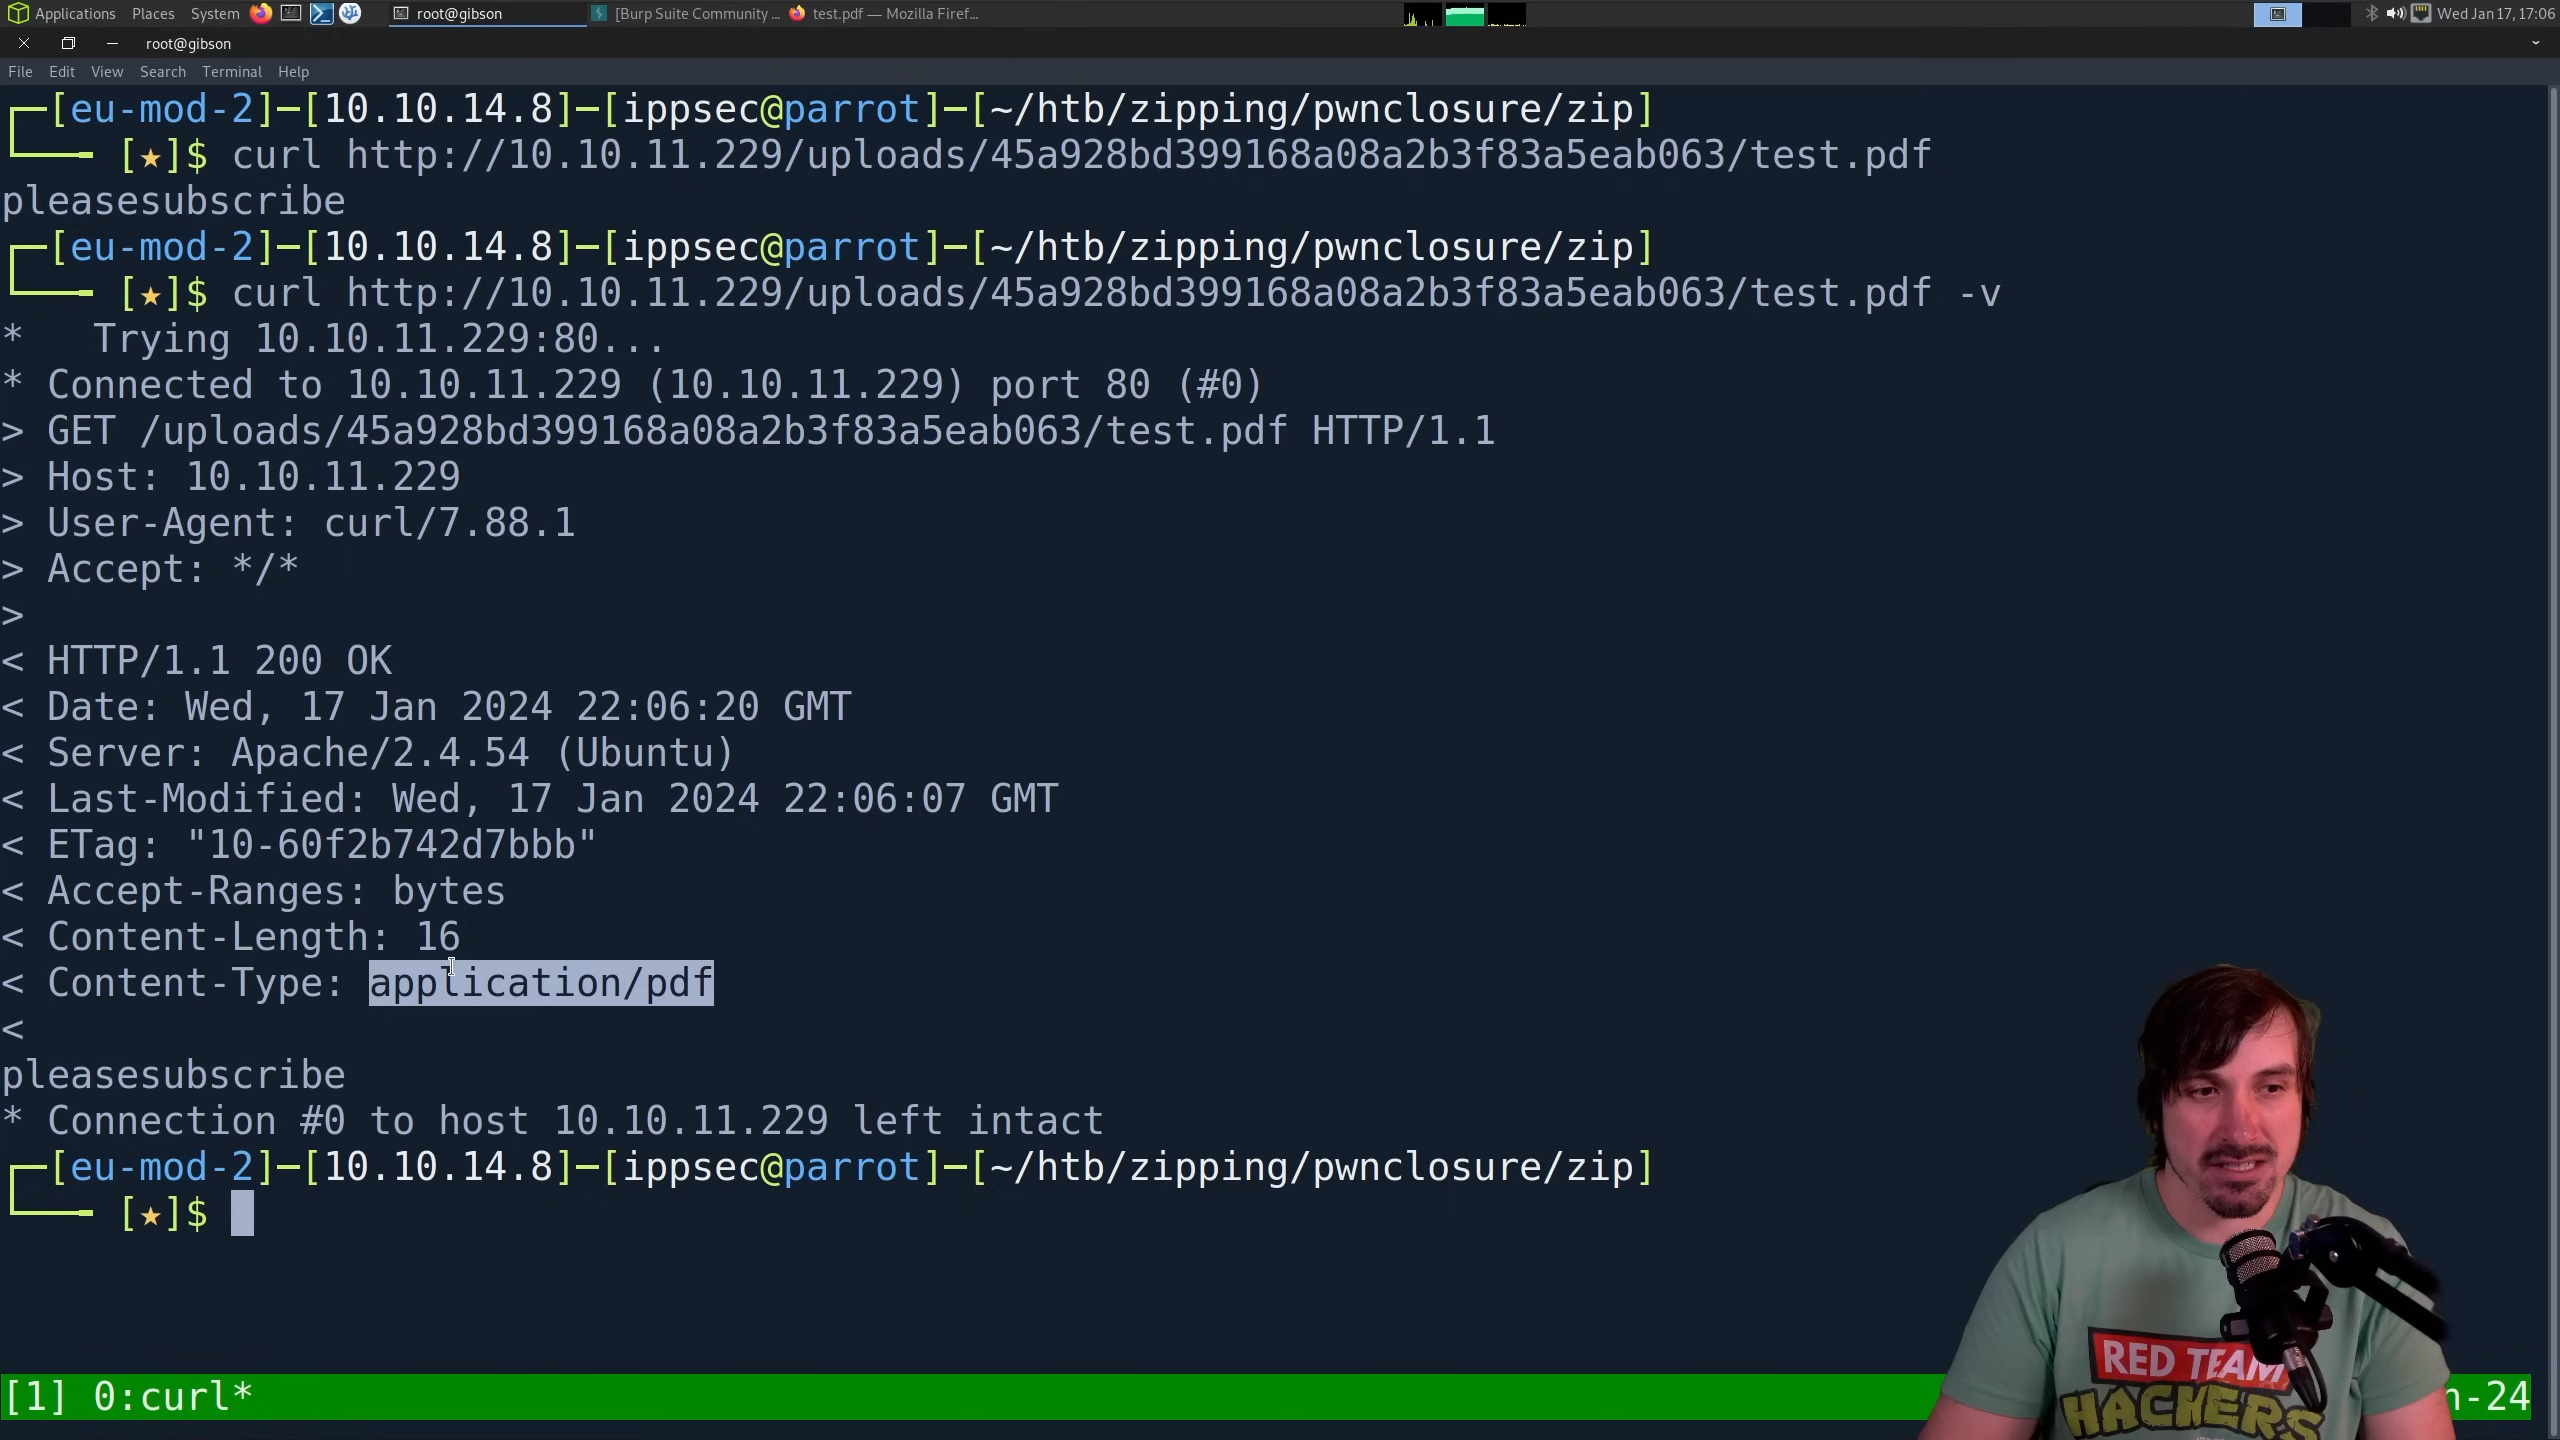 Applications Places System root@gibson [Burp Suite Community ... test.pdf — Mozilla Firef... Wed Jan 17, 17:06
root@gibson
File Edit View Search Terminal Help
┌─[eu-mod-2]─[10.10.14.8]─[ippsec@parrot]─[~/htb/zipping/pwnclosure/zip]
└──╼ [★]$ curl http://10.10.11.229/uploads/45a928bd399168a08a2b3f83a5eab063/test.pdf
pleasesubscribe
┌─[eu-mod-2]─[10.10.14.8]─[ippsec@parrot]─[~/htb/zipping/pwnclosure/zip]
└──╼ [★]$ curl http://10.10.11.229/uploads/45a928bd399168a08a2b3f83a5eab063/test.pdf -v
*   Trying 10.10.11.229:80...
* Connected to 10.10.11.229 (10.10.11.229) port 80 (#0)
> GET /uploads/45a928bd399168a08a2b3f83a5eab063/test.pdf HTTP/1.1
> Host: 10.10.11.229
> User-Agent: curl/7.88.1
> Accept: */*
>
< HTTP/1.1 200 OK
< Date: Wed, 17 Jan 2024 22:06:20 GMT
< Server: Apache/2.4.54 (Ubuntu)
< Last-Modified: Wed, 17 Jan 2024 22:06:07 GMT
< ETag: "10-60f2b742d7bbb"
< Accept-Ranges: bytes
< Content-Length: 16
< Content-Type: application/pdf
<
pleasesubscribe
* Connection #0 to host 10.10.11.229 left intact
┌─[eu-mod-2]─[10.10.14.8]─[ippsec@parrot]─[~/htb/zipping/pwnclosure/zip]
└──╼ [★]$
RED TEAM
HACKERS
[1] 0:curl* n-24